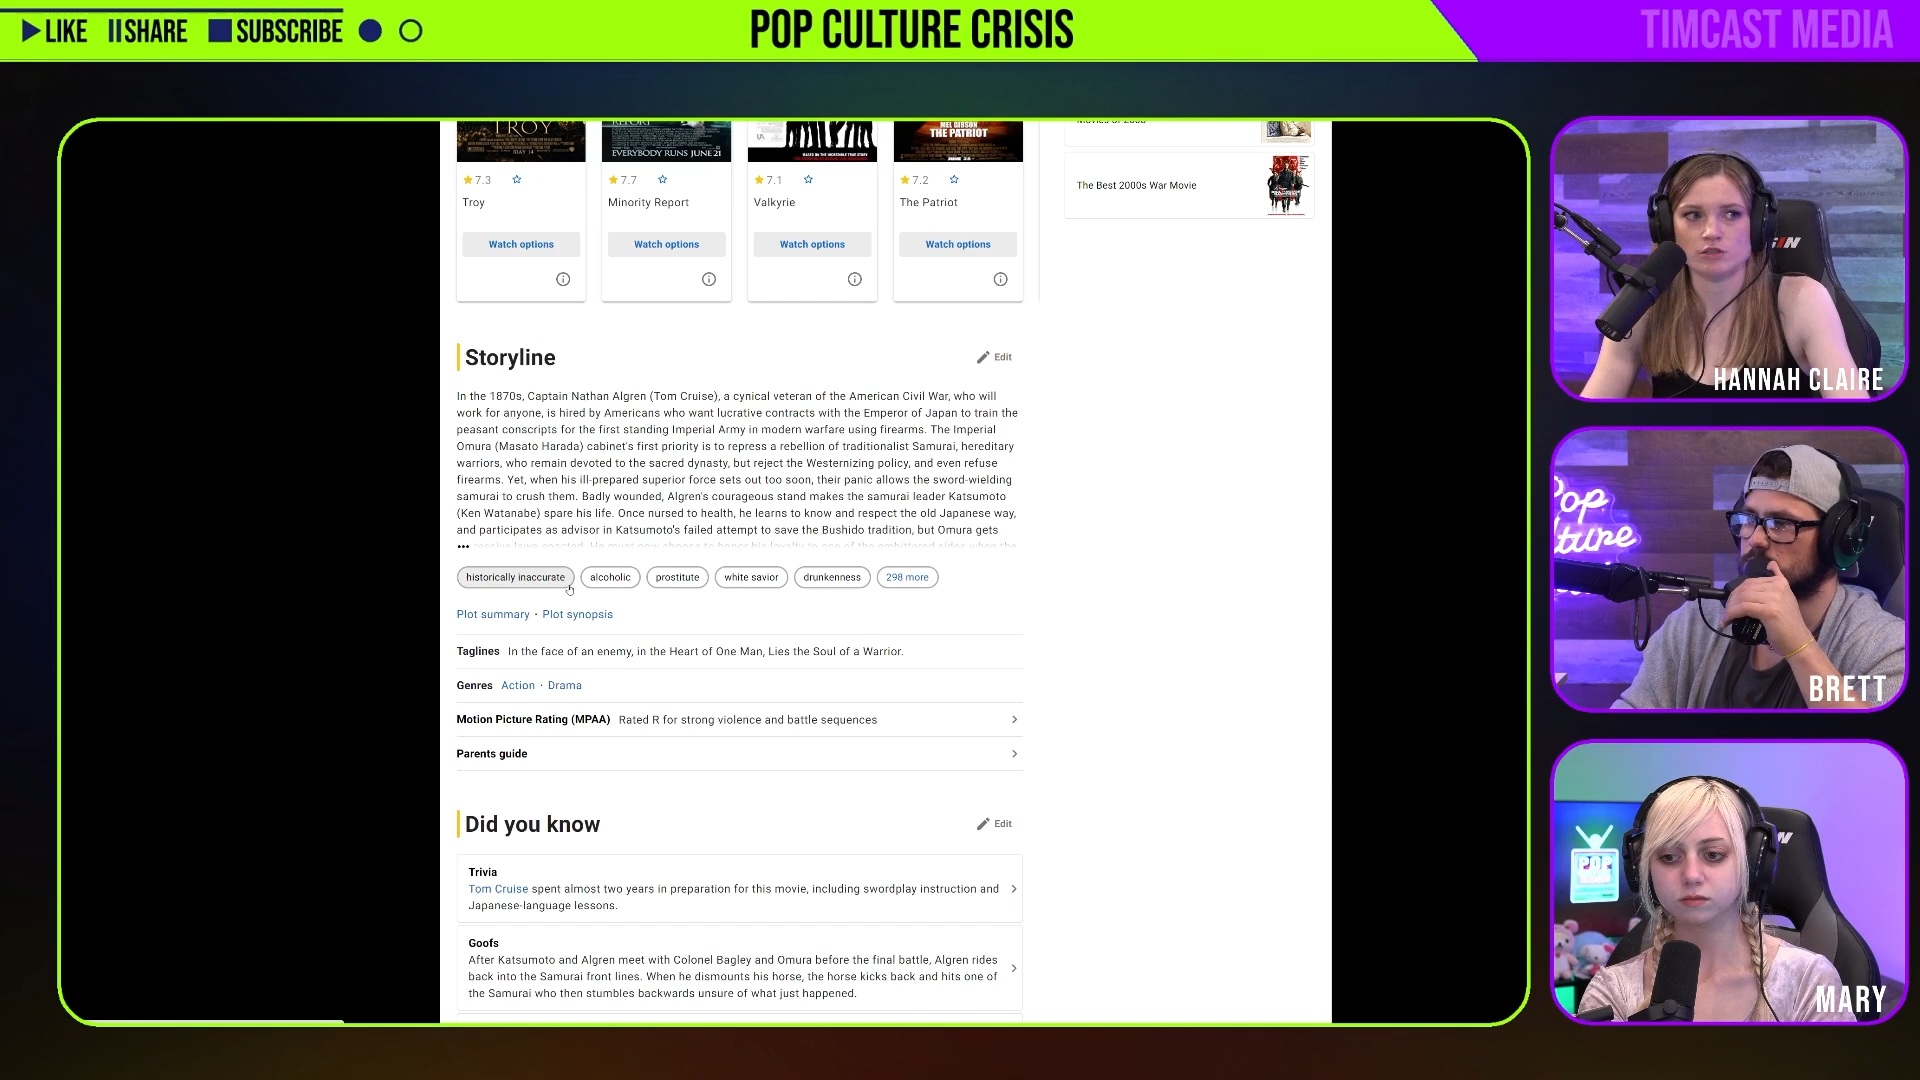 LIKE SHARE SUBSCRIBE
POP CULTURE CRISIS
TIMCAST MEDIA
TROY
MAY 14
REPORT
EVERYBODY RUNS JUNE 21
MEL GIBSON
THE PATRIOT
7.3
7.7
7.1
7.2
Troy
Minority Report
Valkyrie
The Patriot
Watch options
Watch options
Watch options
Watch options
The Best 2000s War Movie
Storyline
Edit
In the 1870s, Captain Nathan Algren (Tom Cruise), a cynical veteran of the American Civil War, who will
work for anyone, is hired by Americans who want lucrative contracts with the Emperor of Japan to train the
peasant conscripts for the first standing Imperial Army in modern warfare using firearms. The Imperial
Omura (Masato Harada) cabinet's first priority is to repress a rebellion of traditionalist Samurai, hereditary
warriors, who remain devoted to the sacred dynasty, but reject the Westernizing policy, and even refuse
firearms. Yet, when his ill-prepared superior force sets out too soon, their panic allows the sword-wielding
samurai to crush them. Badly wounded, Algren's courageous stand makes the samurai leader Katsumoto
(Ken Watanabe) spare his life. Once nursed to health, he learns to know and respect the old Japanese way,
and participates as advisor in Katsumoto's failed attempt to save the Bushido tradition, but Omura gets
...
historically inaccurate
alcoholic
prostitute
white savior
drunkenness
298 more
Plot summary · Plot synopsis
Taglines In the face of an enemy, in the Heart of One Man, Lies the Soul of a Warrior.
Genres Action · Drama
Motion Picture Rating (MPAA) Rated R for strong violence and battle sequences
Parents guide
Did you know
Edit
Trivia
Tom Cruise spent almost two years in preparation for this movie, including swordplay instruction and
Japanese-language lessons.
Goofs
After Katsumoto and Algren meet with Colonel Bagley and Omura before the final battle, Algren rides
back into the Samurai front lines. When he dismounts his horse, the horse kicks back and hits one of
the Samurai who then stumbles backwards unsure of what just happened.
HANNAH CLAIRE
Pop
BRETT
POP
MARY